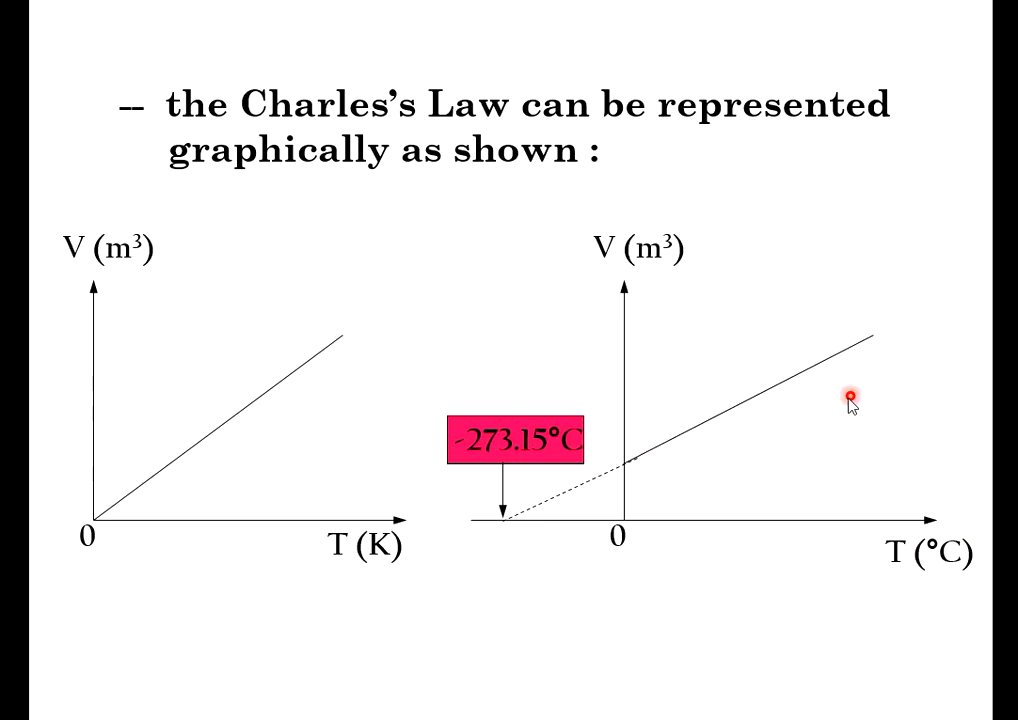 -- the Charles's Law can be represented
graphically as shown :
V (m³)
V (m³)
-273.15°C
0
T (K)
0
T (°C)